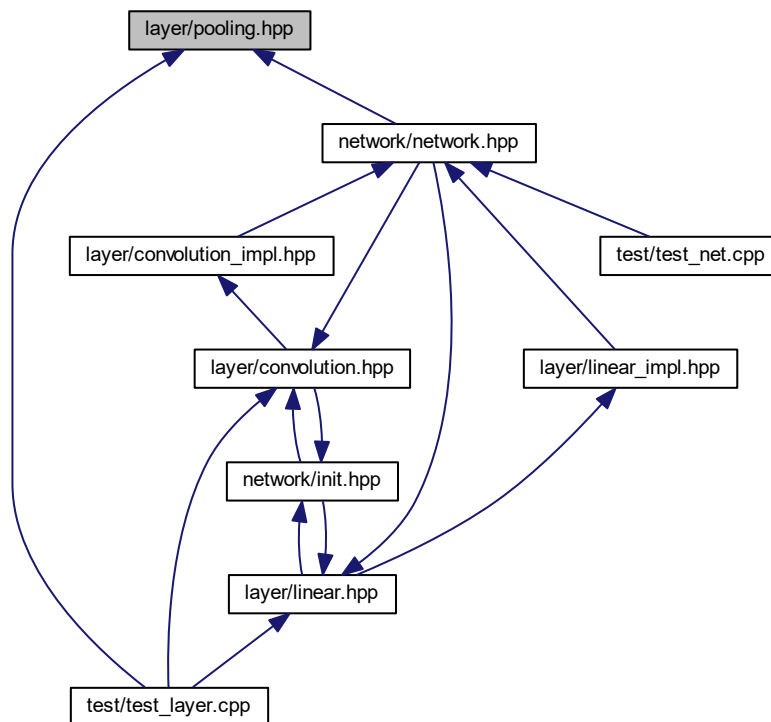 layer/pooling.hpp
network/network.hpp
layer/convolution_impl.hpp
test/test_net.cpp
layer/convolution.hpp
layer/linear_impl.hpp
network/init.hpp
layer/linear.hpp
test/test_layer.cpp